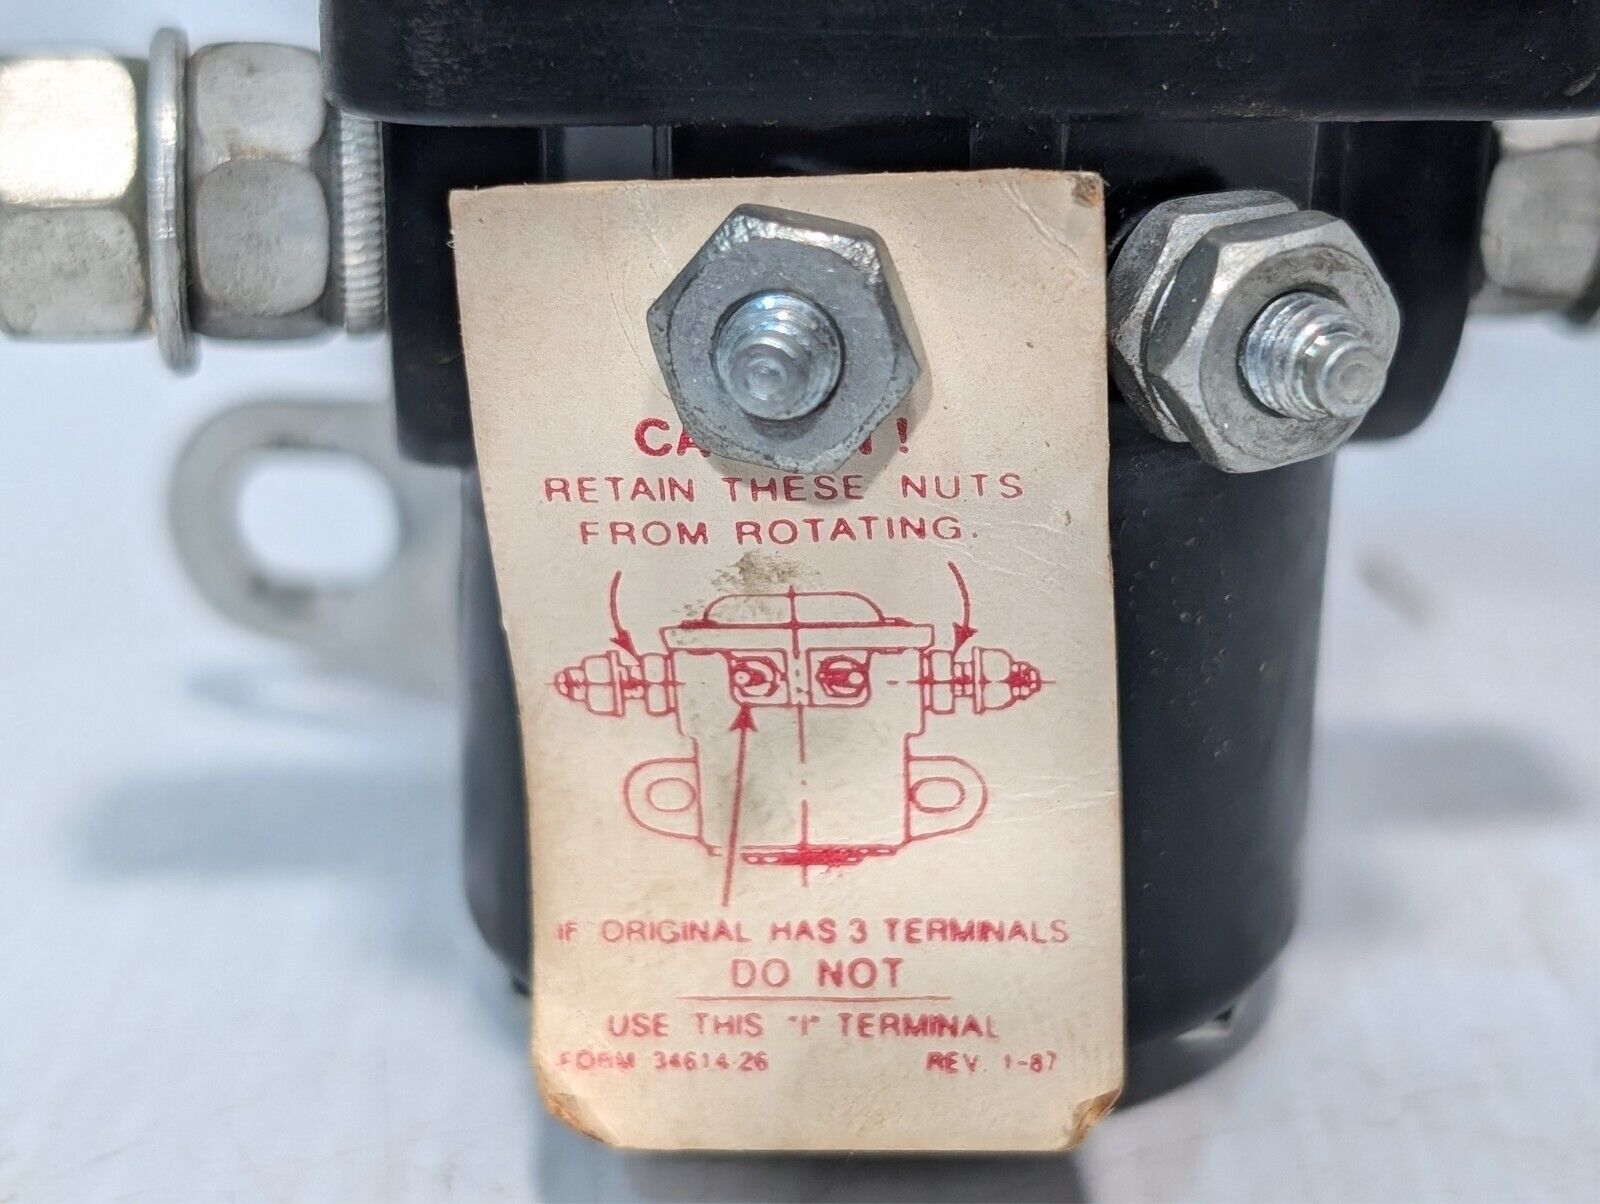 RETAIN THESE NUTS
FROM ROTATING.
IF ORIGINAL HAS 3 TERMINALS
DO NOT
USE THIS "I" TERMINAL
FORM 34614-26 REV. 1-87